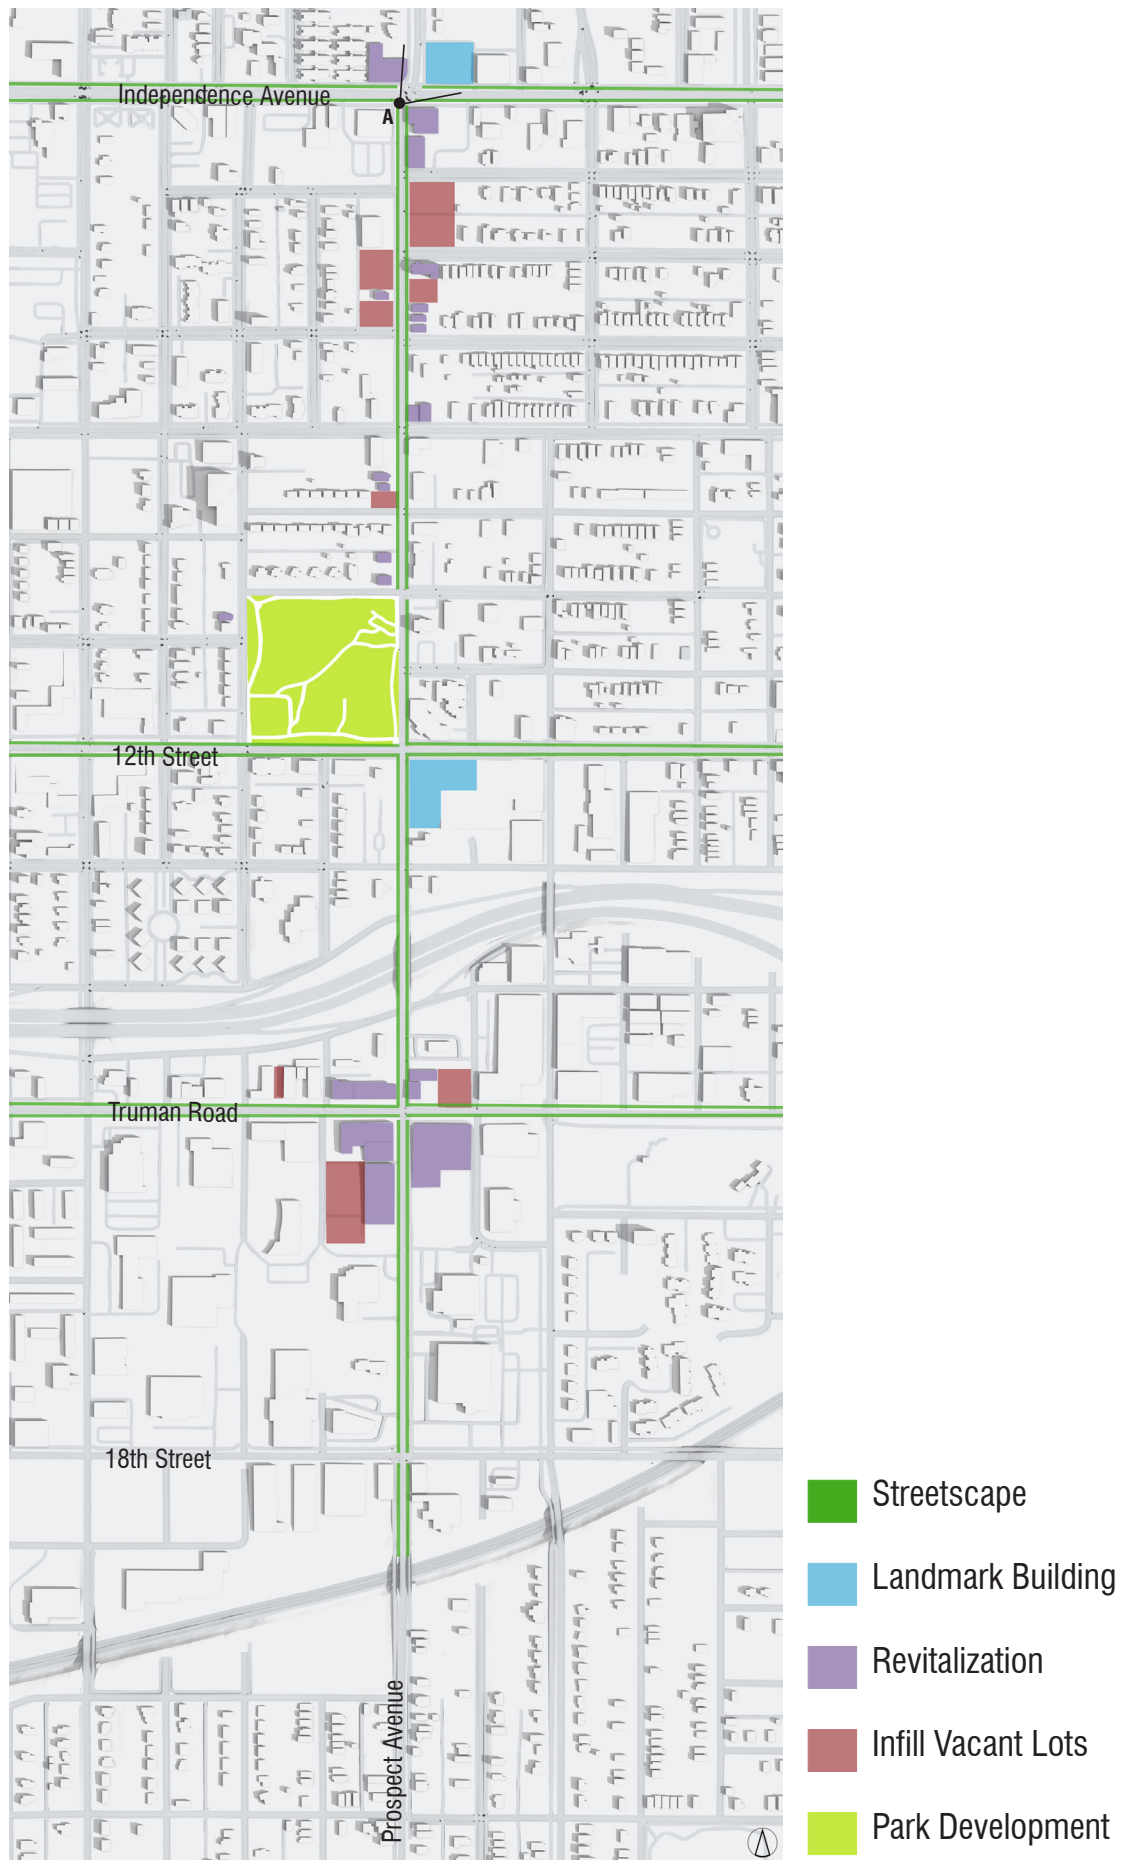 Independence Avenue
A
12th Street
Truman Road
18th Street
Prospect Avenue
Streetscape
Landmark Building
Revitalization
Infill Vacant Lots
Park Development